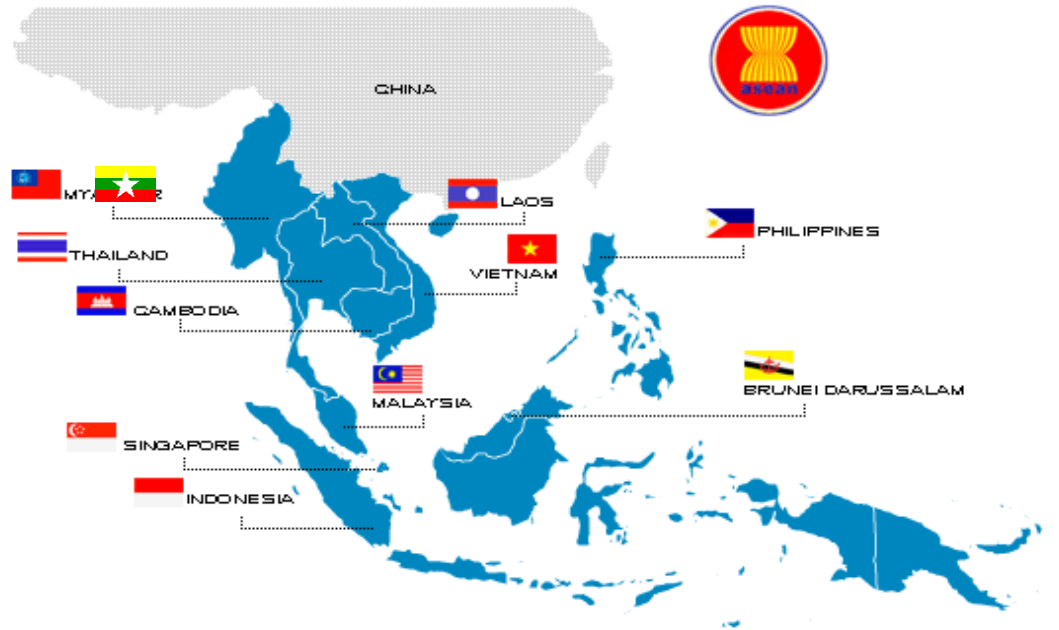 CHINA
asean
LAOS
PHILIPPINES
THAILAND
VIETNAM
CAMBODIA
BRUNEI DARUSSALAM
MALAYSIA
SINGAPORE
INDONESIA